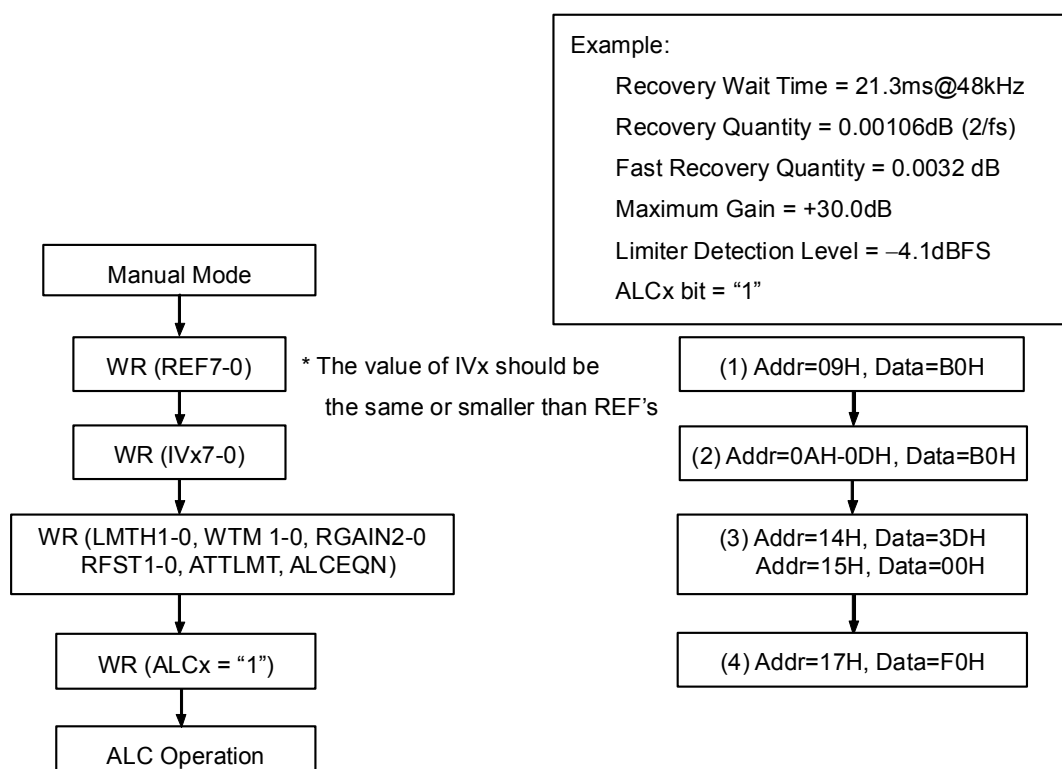 Example:
Recovery Wait Time = 21.3ms@48kHz
Recovery Quantity = 0.00106dB (2/fs)
Fast Recovery Quantity = 0.0032 dB
Maximum Gain = +30.0dB
Limiter Detection Level = −4.1dBFS
ALCx bit = “1”
Manual Mode
WR (REF7-0)
* The value of IVx should be
the same or smaller than REF’s
WR (IVx7-0)
WR (LMTH1-0, WTM 1-0, RGAIN2-0
RFST1-0, ATTLMT, ALCEQN)
WR (ALCx = “1”)
ALC Operation
(1) Addr=09H, Data=B0H
(2) Addr=0AH-0DH, Data=B0H
(3) Addr=14H, Data=3DH
Addr=15H, Data=00H
(4) Addr=17H, Data=F0H